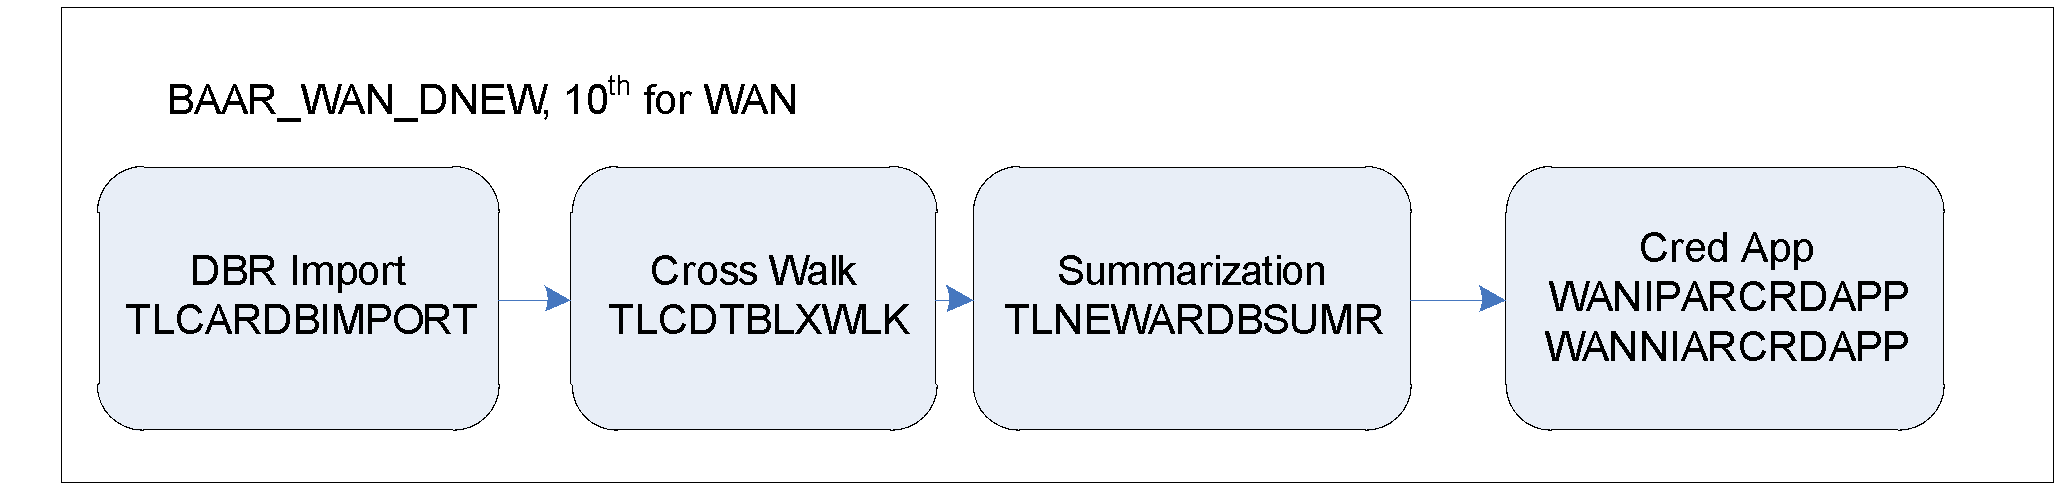 BAAR_WAN_DNEW, 10th for WAN
DBR Import
TLCARDBIMPORT
Cross Walk
TLCDTBLXWLK
Summarization
TLNEWARDBSUMR
Cred App
WANIPARCRDAPP
WANNIARCRDAPP